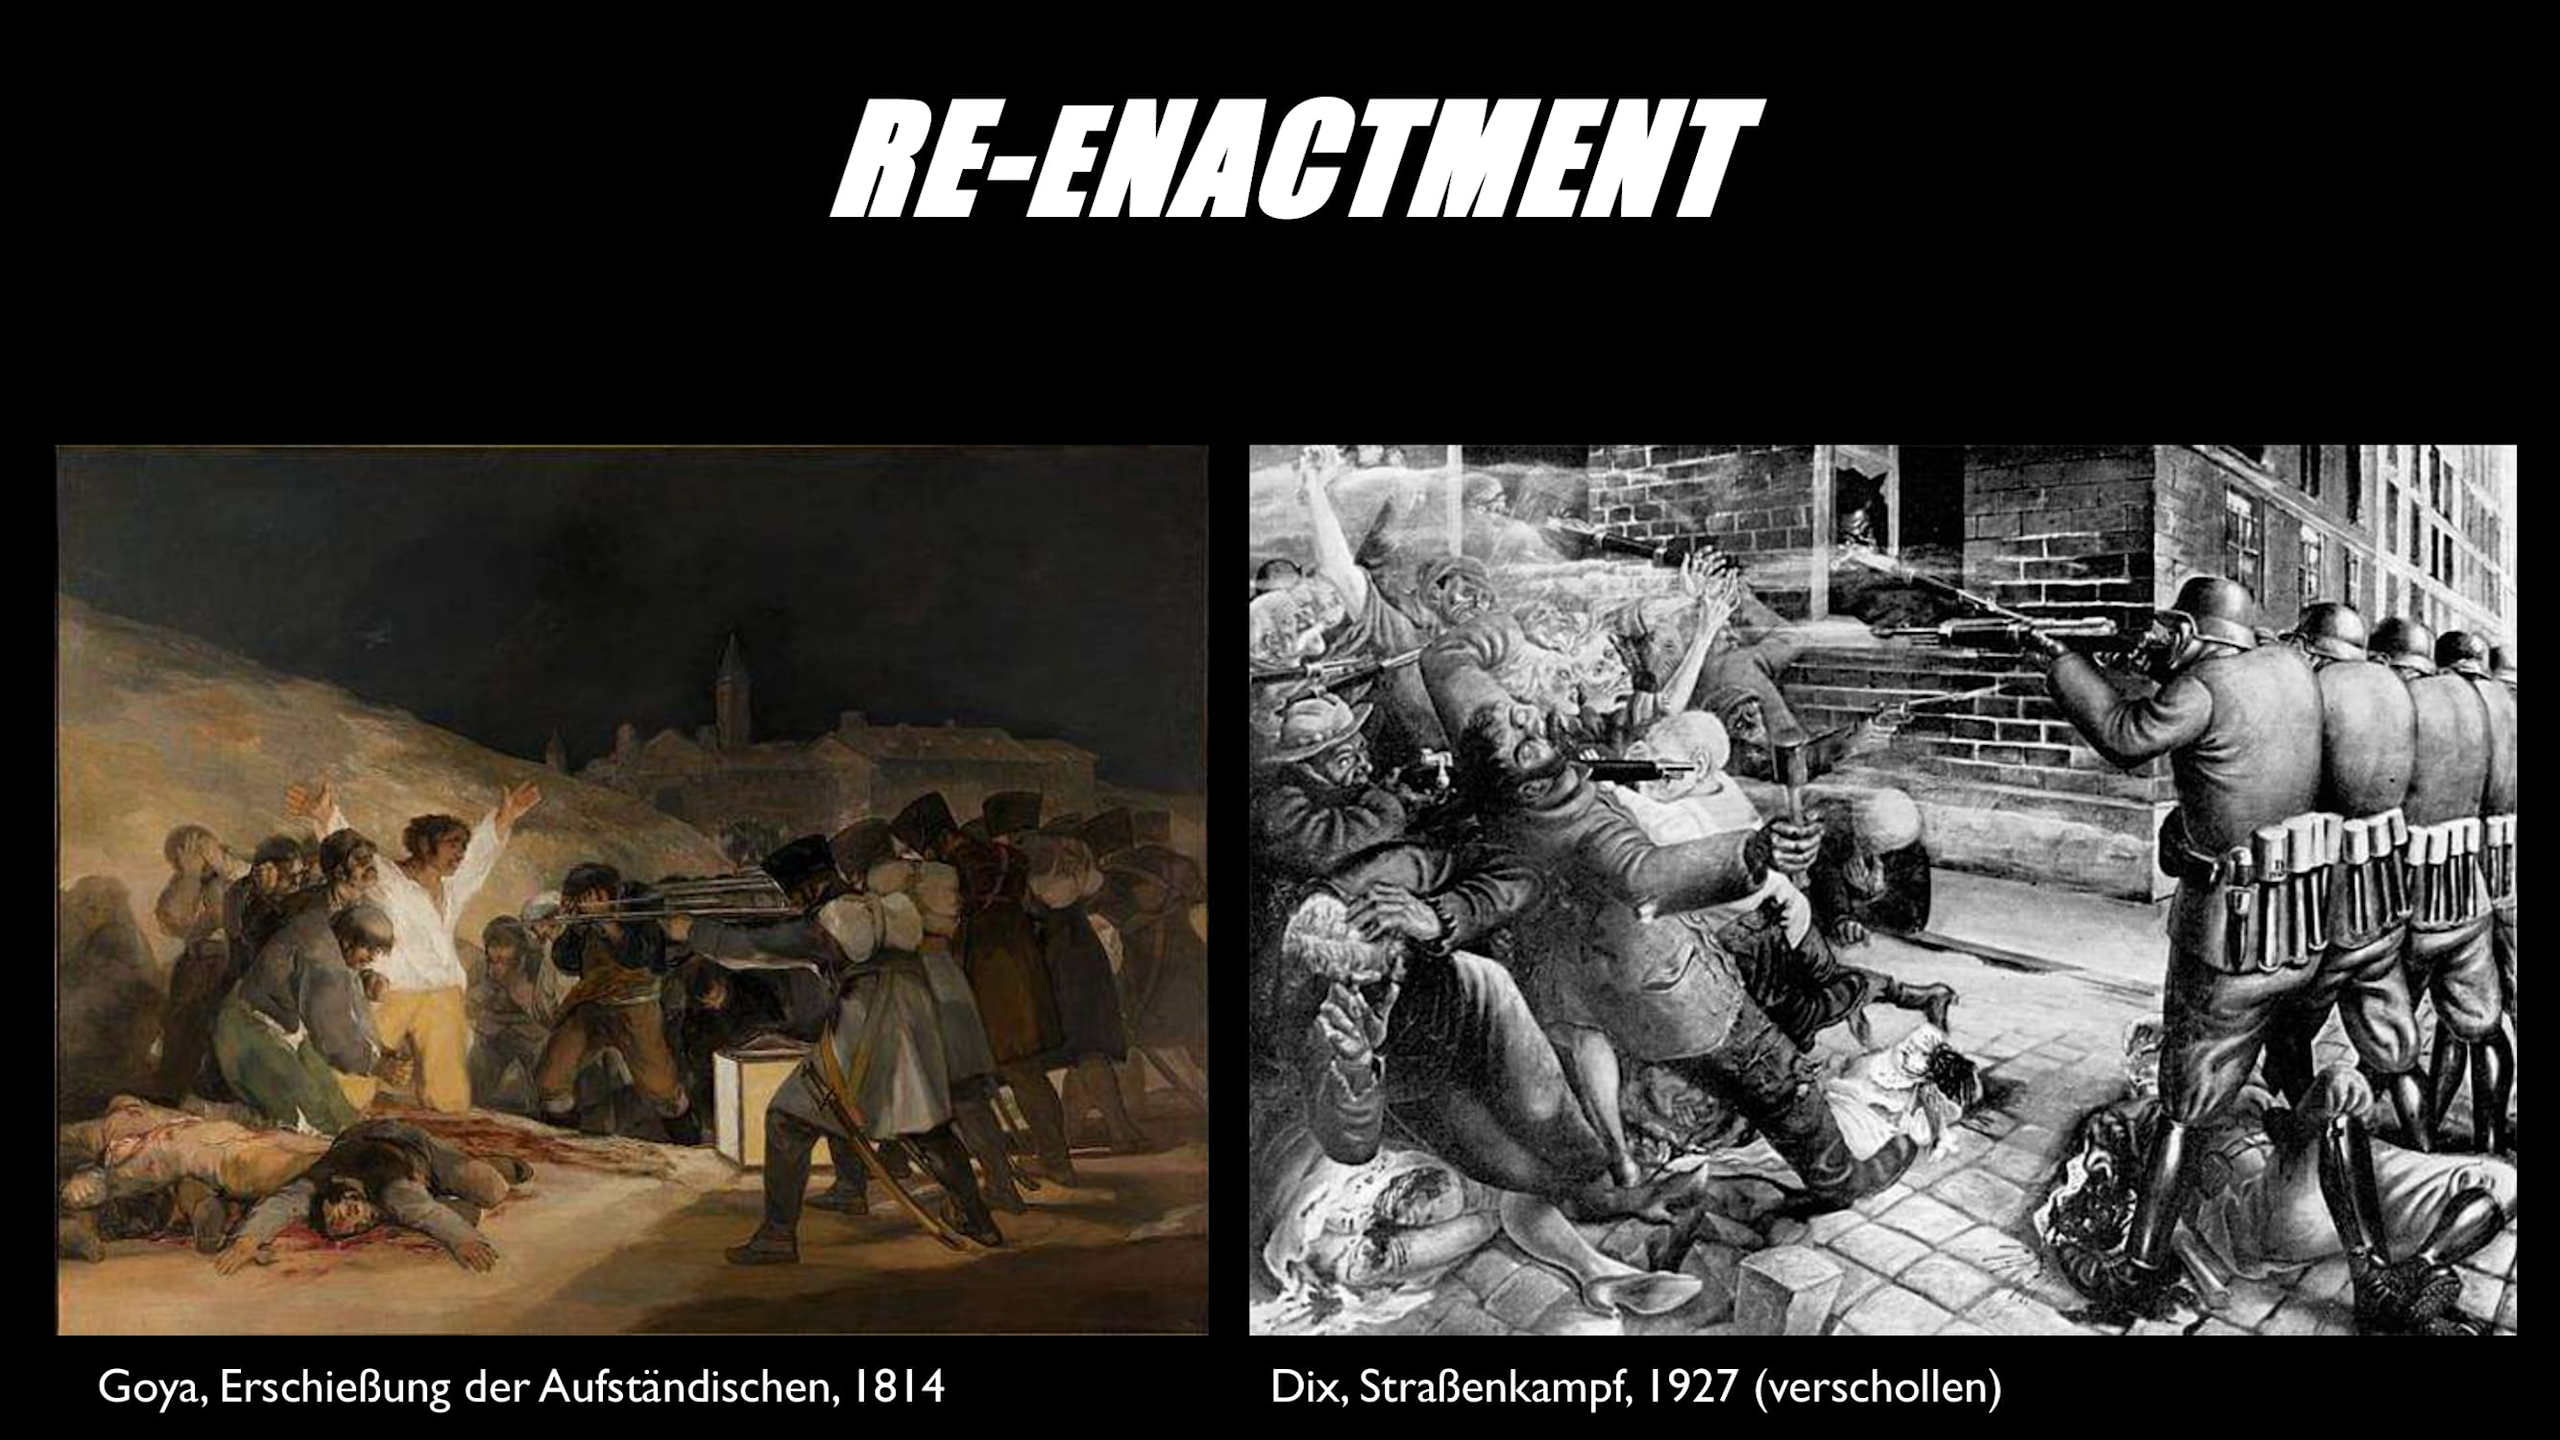 RE-ENACTMENT
Goya, Erschießung der Aufständischen, 1814
Dix, Straßenkampf, 1927 (verschollen)